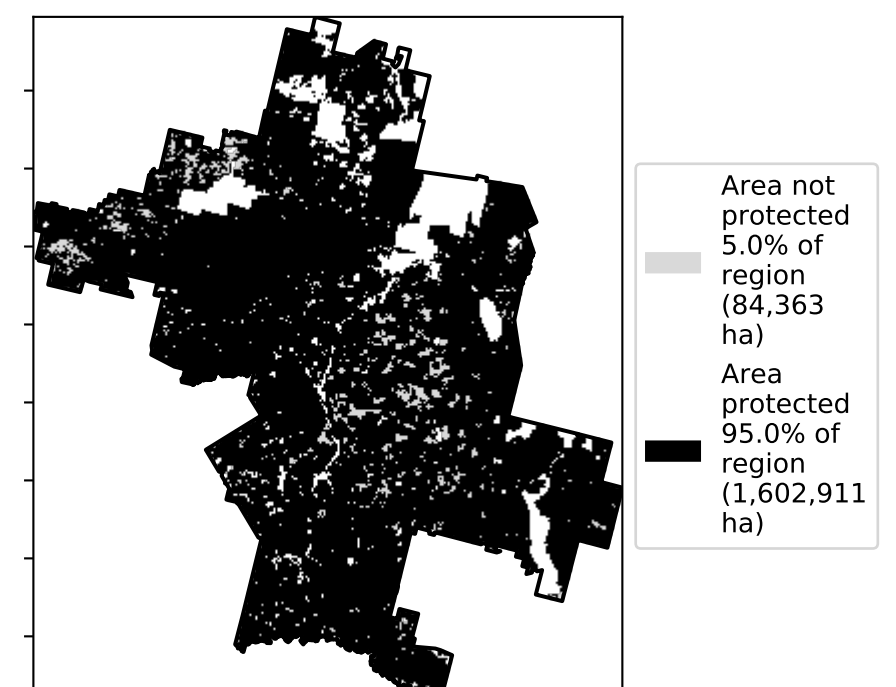 Area not
protected
5.0% of
region
(84,363
ha)
Area
protected
95.0% of
region
(1,602,911
ha)